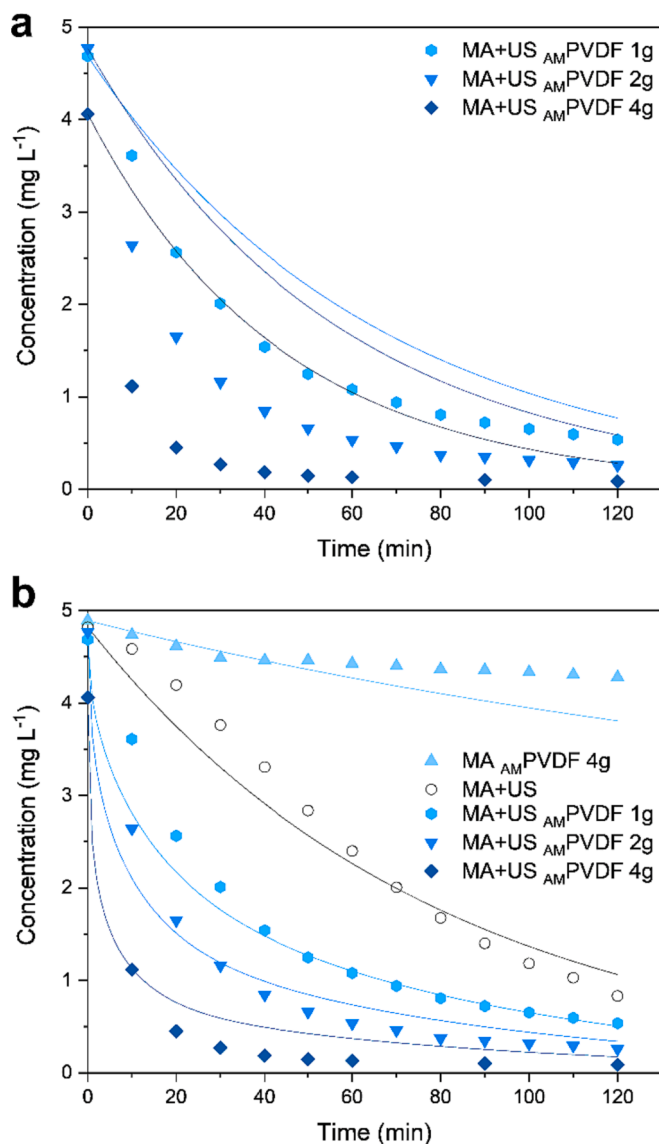 a
MA+US AMPVDF 1g
MA+US AMPVDF 2g
MA+US AMPVDF 4g
Concentration (mg L-1)
5
4
3
2
1
0
0 20 40 60 80 100 120
Time (min)
b
MA AMPVDF 4g
MA+US
MA+US AMPVDF 1g
MA+US AMPVDF 2g
MA+US AMPVDF 4g
Concentration (mg L-1)
5
4
3
2
1
0
0 20 40 60 80 100 120
Time (min)